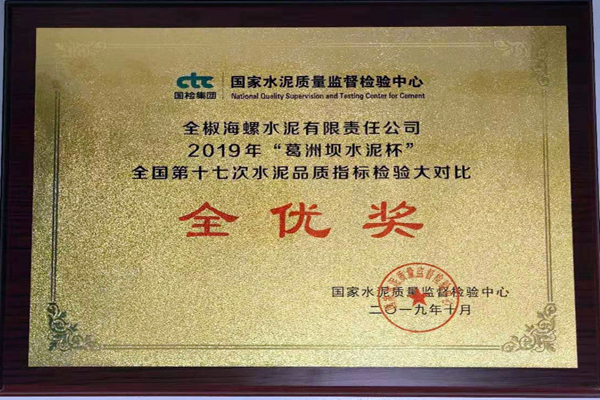 ctc
国检集团
国家水泥质量监督检验中心
National Quality Supervision and Testing Center for Cement
全椒海螺水泥有限责任公司
2019年“葛洲坝水泥杯”
全国第十七次水泥品质指标检验大对比
全优奖
国家水泥质量监督检验中心
二〇一九年十月